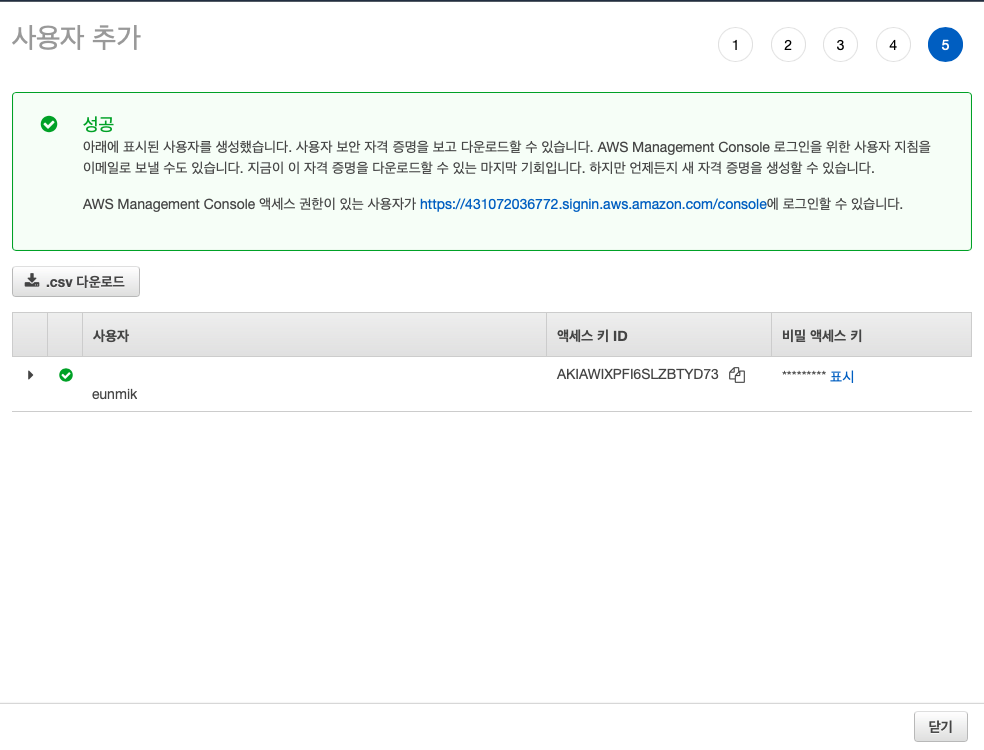 사용자 추가
1 2 3 4 5
성공
아래에 표시된 사용자를 생성했습니다. 사용자 보안 자격 증명을 보고 다운로드할 수 있습니다. AWS Management Console 로그인을 위한 사용자 지침을
이메일로 보낼 수도 있습니다. 지금이 이 자격 증명을 다운로드할 수 있는 마지막 기회입니다. 하지만 언제든지 새 자격 증명을 생성할 수 있습니다.
AWS Management Console 액세스 권한이 있는 사용자가 https://431072036772.signin.aws.amazon.com/console에 로그인할 수 있습니다.
.csv 다운로드
사용자 액세스 키 ID 비밀 액세스 키
AKIAWIXPFI6SLZBTYD73 ********* 표시
eunmik
닫기